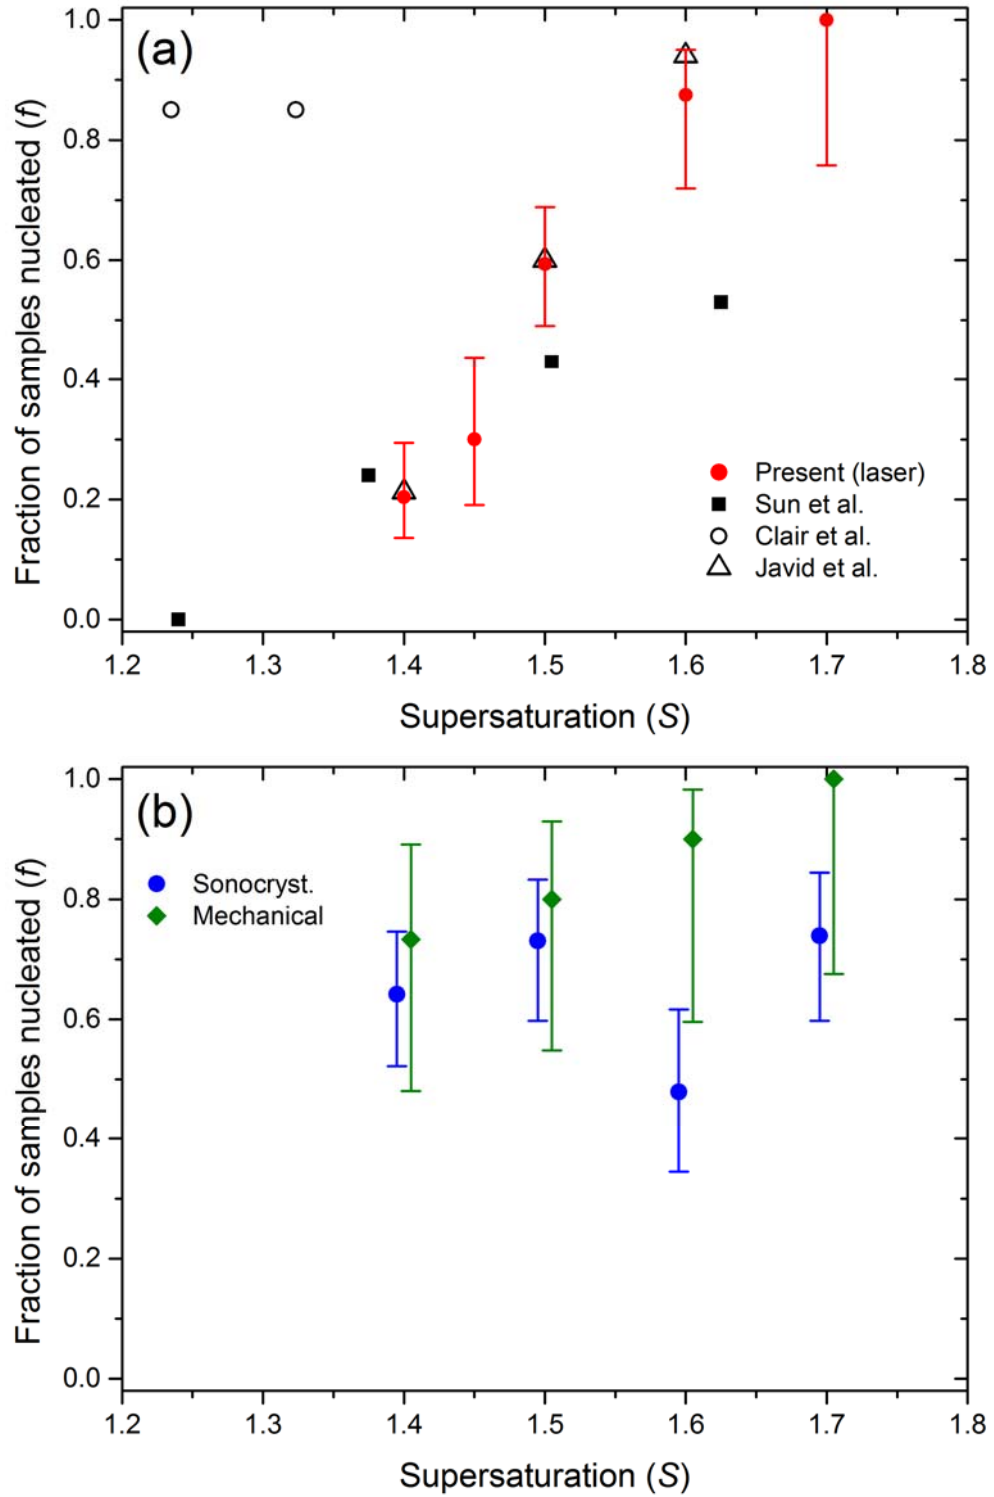 (a)
Fraction of samples nucleated (f)
1.0
0.8
0.6
0.4
0.2
0.0
Present (laser)
Sun et al.
Clair et al.
Javid et al.
1.2 1.3 1.4 1.5 1.6 1.7 1.8
Supersaturation (S)
(b)
Fraction of samples nucleated (f)
1.0
0.8
0.6
0.4
0.2
0.0
Sonocryst.
Mechanical
1.2 1.3 1.4 1.5 1.6 1.7 1.8
Supersaturation (S)